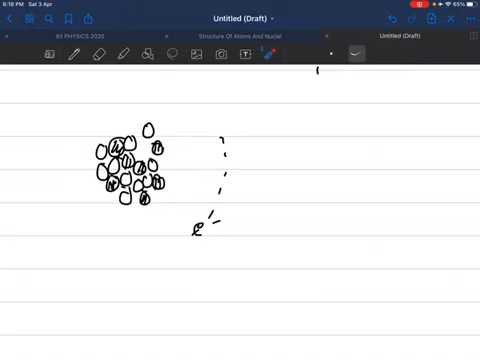 6:18 PM Sat 3 Apr
65%
Untitled (Draft)
XII PHYSICS 2020
Structure Of Atoms And Nuclei
Untitled (Draft)
T
e